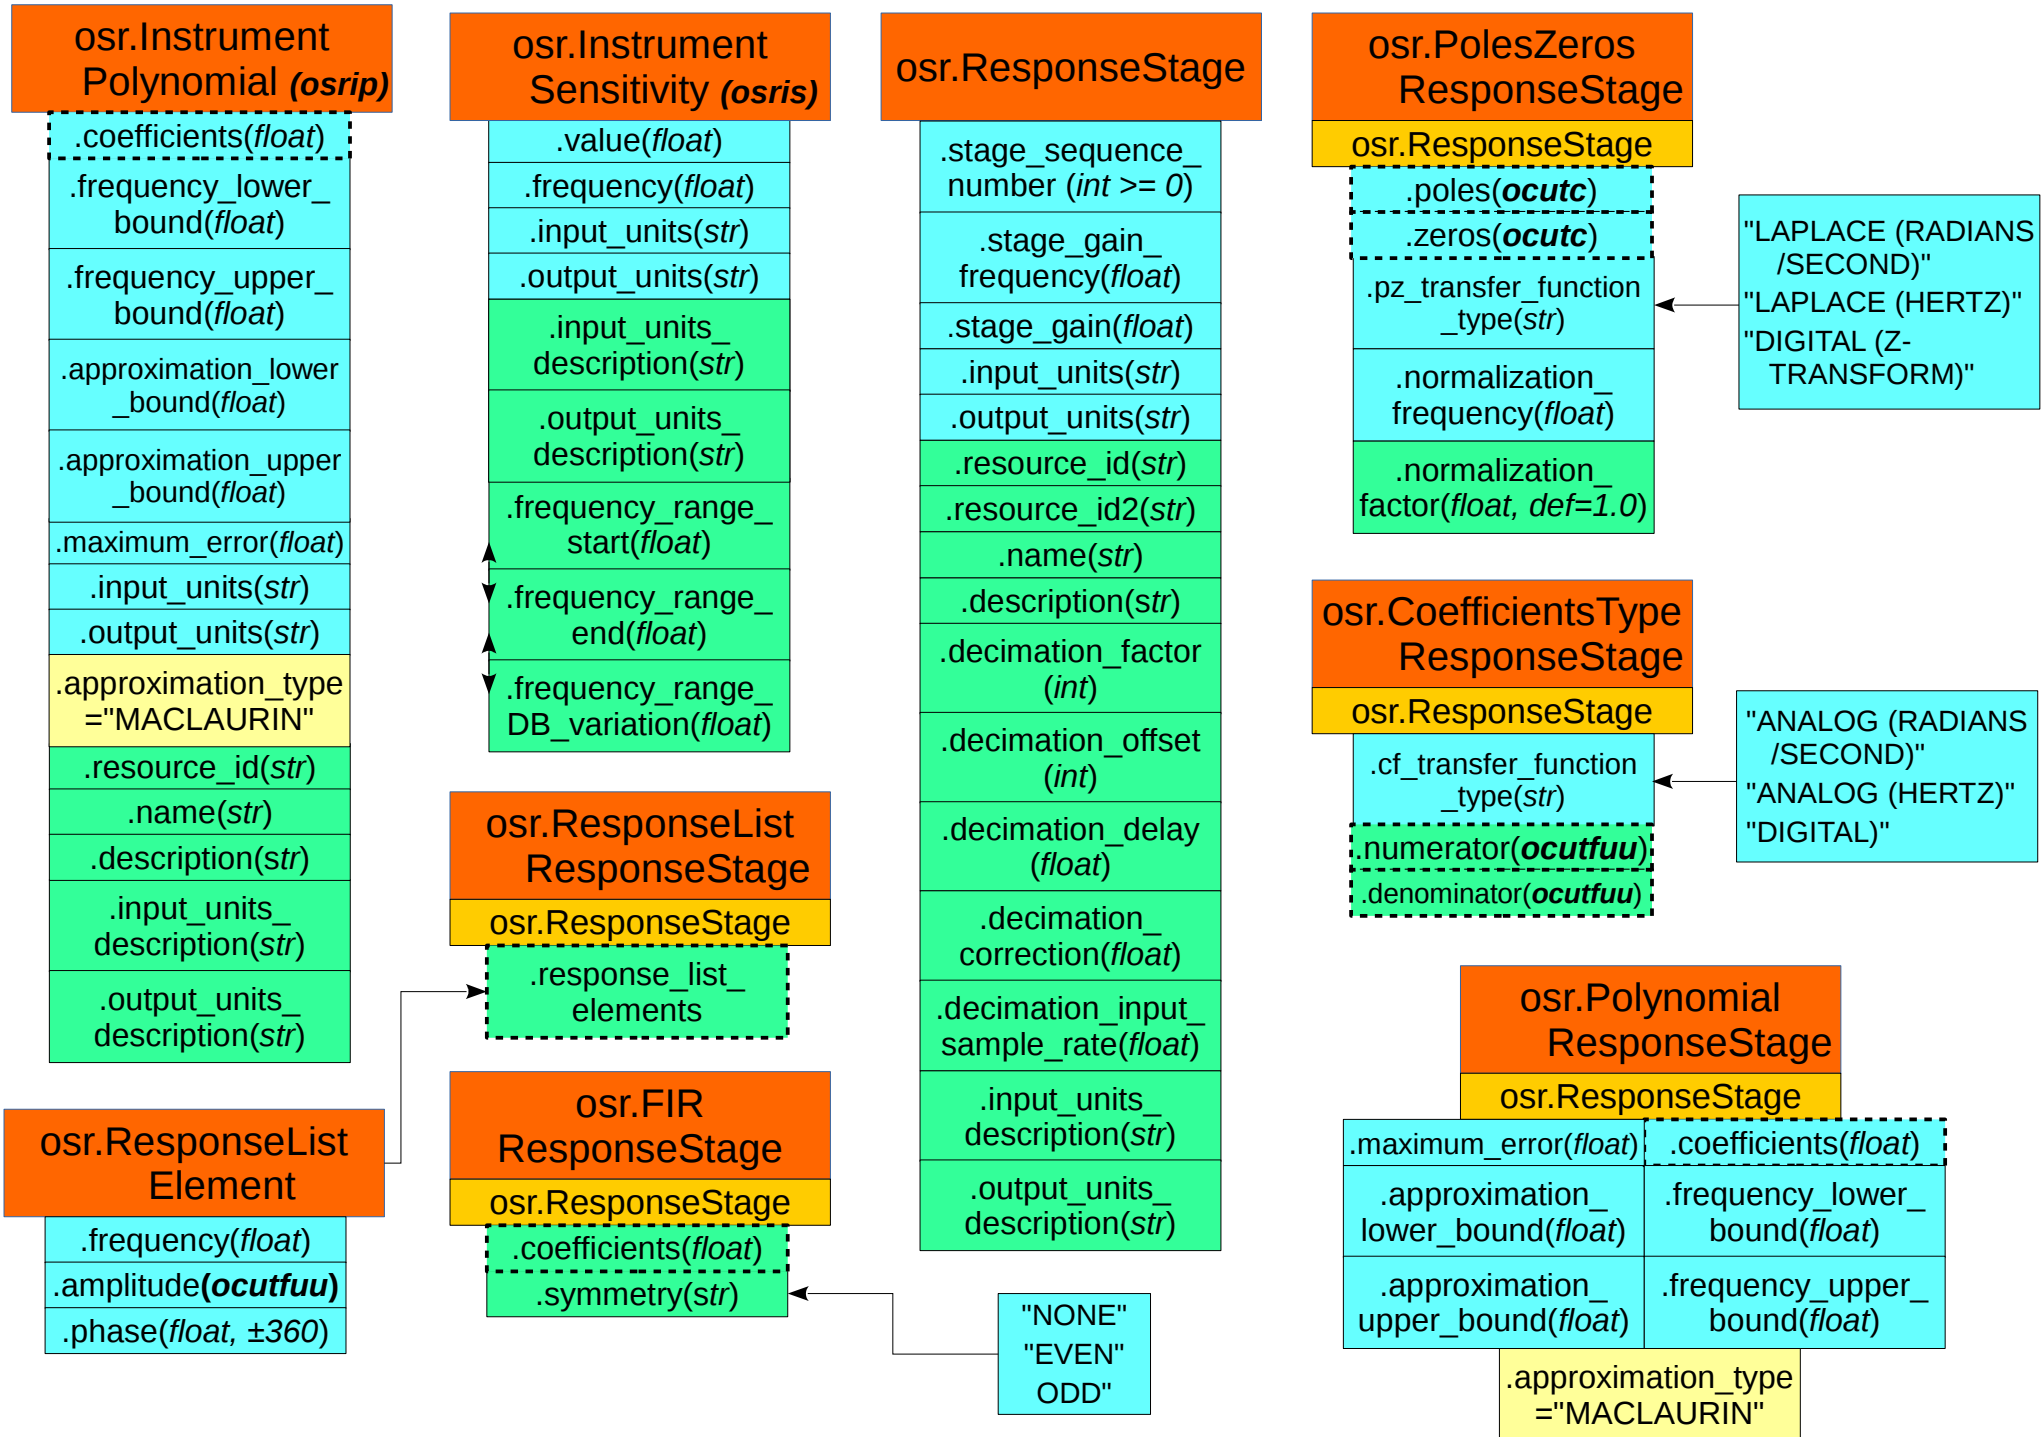 osr.Instrument
Polynomial (osrip)
.coefficients(float)
.frequency_lower_
bound(float)
.frequency_upper_
bound(float)
.approximation_lower
_bound(float)
.approximation_upper
_bound(float)
.maximum_error(float)
.input_units(str)
.output_units(str)
.approximation_type
="MACLAURIN"
.resource_id(str)
.name(str)
.description(str)
.input_units_
description(str)
.output_units_
description(str)
osr.ResponseList
Element
.frequency(float)
.amplitude(ocutfuu)
.phase(float, ±360)
osr.Instrument
Sensitivity (osris)
.value(float)
.frequency(float)
.input_units(str)
.output_units(str)
.input_units_
description(str)
.output_units_
description(str)
.frequency_range_
start(float)
.frequency_range_
end(float)
.frequency_range_
DB_variation(float)
osr.ResponseList
ResponseStage
osr.ResponseStage
.response_list_
elements
osr.FIR
ResponseStage
osr.ResponseStage
.coefficients(float)
.symmetry(str)
"NONE"
"EVEN"
ODD"
osr.ResponseStage
.stage_sequence_
number (int >= 0)
.stage_gain_
frequency(float)
.stage_gain(float)
.input_units(str)
.output_units(str)
.resource_id(str)
.resource_id2(str)
.name(str)
.description(str)
.decimation_factor
(int)
.decimation_offset
(int)
.decimation_delay
(float)
.decimation_
correction(float)
.decimation_input_
sample_rate(float)
.input_units_
description(str)
.output_units_
description(str)
osr.PolesZeros
ResponseStage
osr.ResponseStage
.poles(ocutc)
.zeros(ocutc)
.pz_transfer_function
_type(str)
.normalization_
frequency(float)
.normalization_
factor(float, def=1.0)
"LAPLACE (RADIANS
/SECOND)"
"LAPLACE (HERTZ)"
"DIGITAL (Z-
TRANSFORM)"
osr.CoefficientsType
ResponseStage
osr.ResponseStage
.cf_transfer_function
_type(str)
.numerator(ocutfuu)
.denominator(ocutfuu)
"ANALOG (RADIANS
/SECOND)"
"ANALOG (HERTZ)"
"DIGITAL)"
osr.Polynomial
ResponseStage
osr.ResponseStage
.maximum_error(float)
.approximation_
lower_bound(float)
.approximation_
upper_bound(float)
.coefficients(float)
.frequency_lower_
bound(float)
.frequency_upper_
bound(float)
.approximation_type
="MACLAURIN"